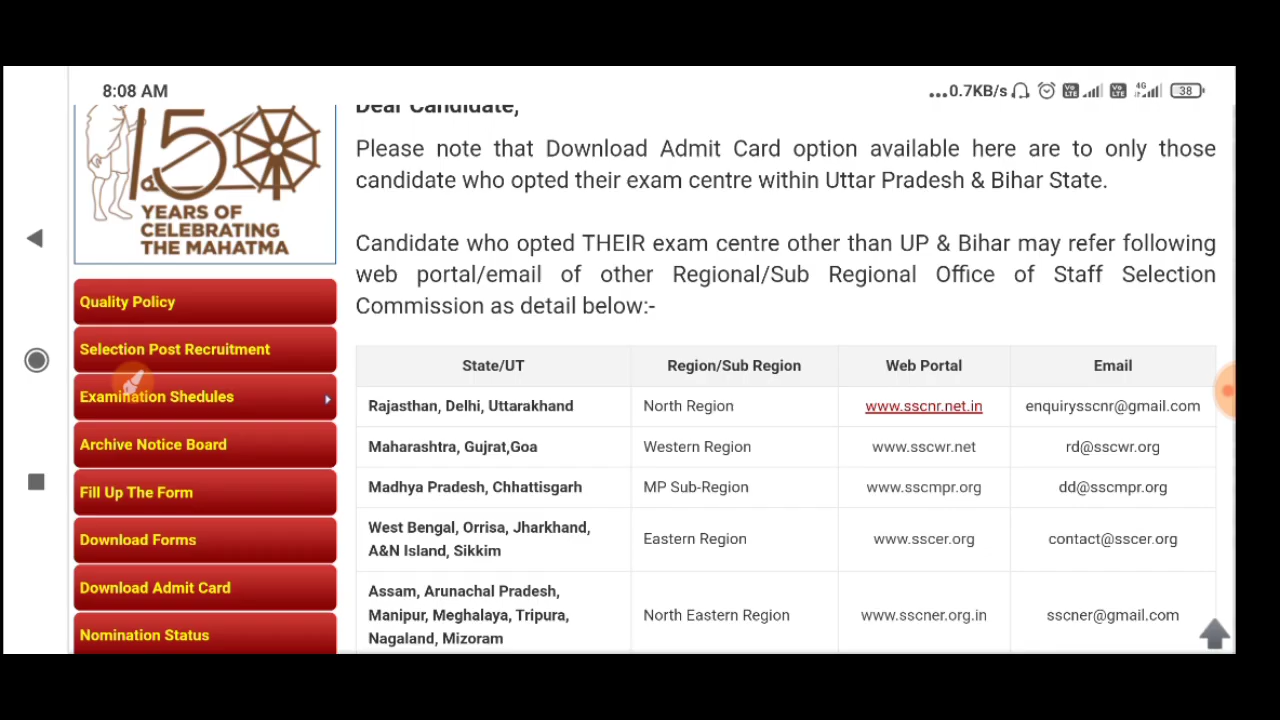 8:08 AM
...0.7KB/s
Vo LTE
Vo LTE
4G
38
150
YEARS OF
CELEBRATING
THE MAHATMA
Quality Policy
Selection Post Recruitment
Examination Shedules
Archive Notice Board
Fill Up The Form
Download Forms
Download Admit Card
Nomination Status
Dear Candidate,
Please note that Download Admit Card option available here are to only those
candidate who opted their exam centre within Uttar Pradesh & Bihar State.
Candidate who opted THEIR exam centre other than UP & Bihar may refer following
web portal/email of other Regional/Sub Regional Office of Staff Selection
Commission as detail below:-
State/UT Region/Sub Region Web Portal Email
Rajasthan, Delhi, Uttarakhand North Region www.sscnr.net.in enquirysscnr@gmail.com
Maharashtra, Gujrat,Goa Western Region www.sscwr.net rd@sscwr.org
Madhya Pradesh, Chhattisgarh MP Sub-Region www.sscmpr.org dd@sscmpr.org
West Bengal, Orrisa, Jharkhand,
A&N Island, Sikkim
Eastern Region www.sscer.org contact@sscer.org
Assam, Arunachal Pradesh,
Manipur, Meghalaya, Tripura,
Nagaland, Mizoram
North Eastern Region www.sscner.org.in sscner@gmail.com